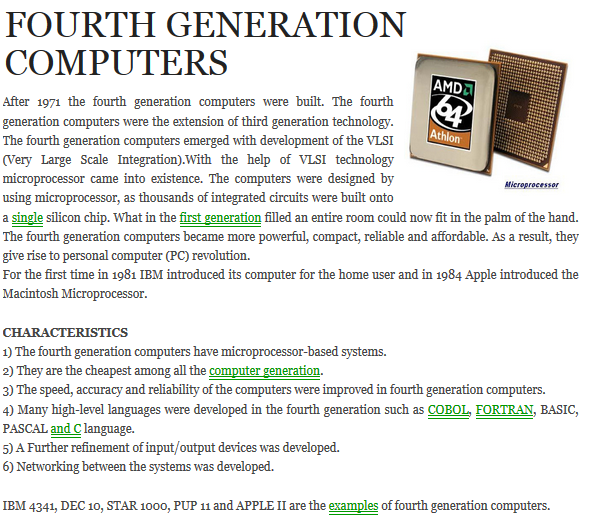 FOURTH GENERATION
COMPUTERS
AMD
64
Athlon
Microprocessor
After 1971 the fourth generation computers were built. The fourth
generation computers were the extension of third generation technology.
The fourth generation computers emerged with development of the VLSI
(Very Large Scale Integration).With the help of VLSI technology
microprocessor came into existence. The computers were designed by
using microprocessor, as thousands of integrated circuits were built onto
a single silicon chip. What in the first generation filled an entire room could now fit in the palm of the hand.
The fourth generation computers became more powerful, compact, reliable and affordable. As a result, they
give rise to personal computer (PC) revolution.
For the first time in 1981 IBM introduced its computer for the home user and in 1984 Apple introduced the
Macintosh Microprocessor.
CHARACTERISTICS
1) The fourth generation computers have microprocessor-based systems.
2) They are the cheapest among all the computer generation.
3) The speed, accuracy and reliability of the computers were improved in fourth generation computers.
4) Many high-level languages were developed in the fourth generation such as COBOL, FORTRAN, BASIC,
PASCAL and C language.
5) A Further refinement of input/output devices was developed.
6) Networking between the systems was developed.
IBM 4341, DEC 10, STAR 1000, PUP 11 and APPLE II are the examples of fourth generation computers.